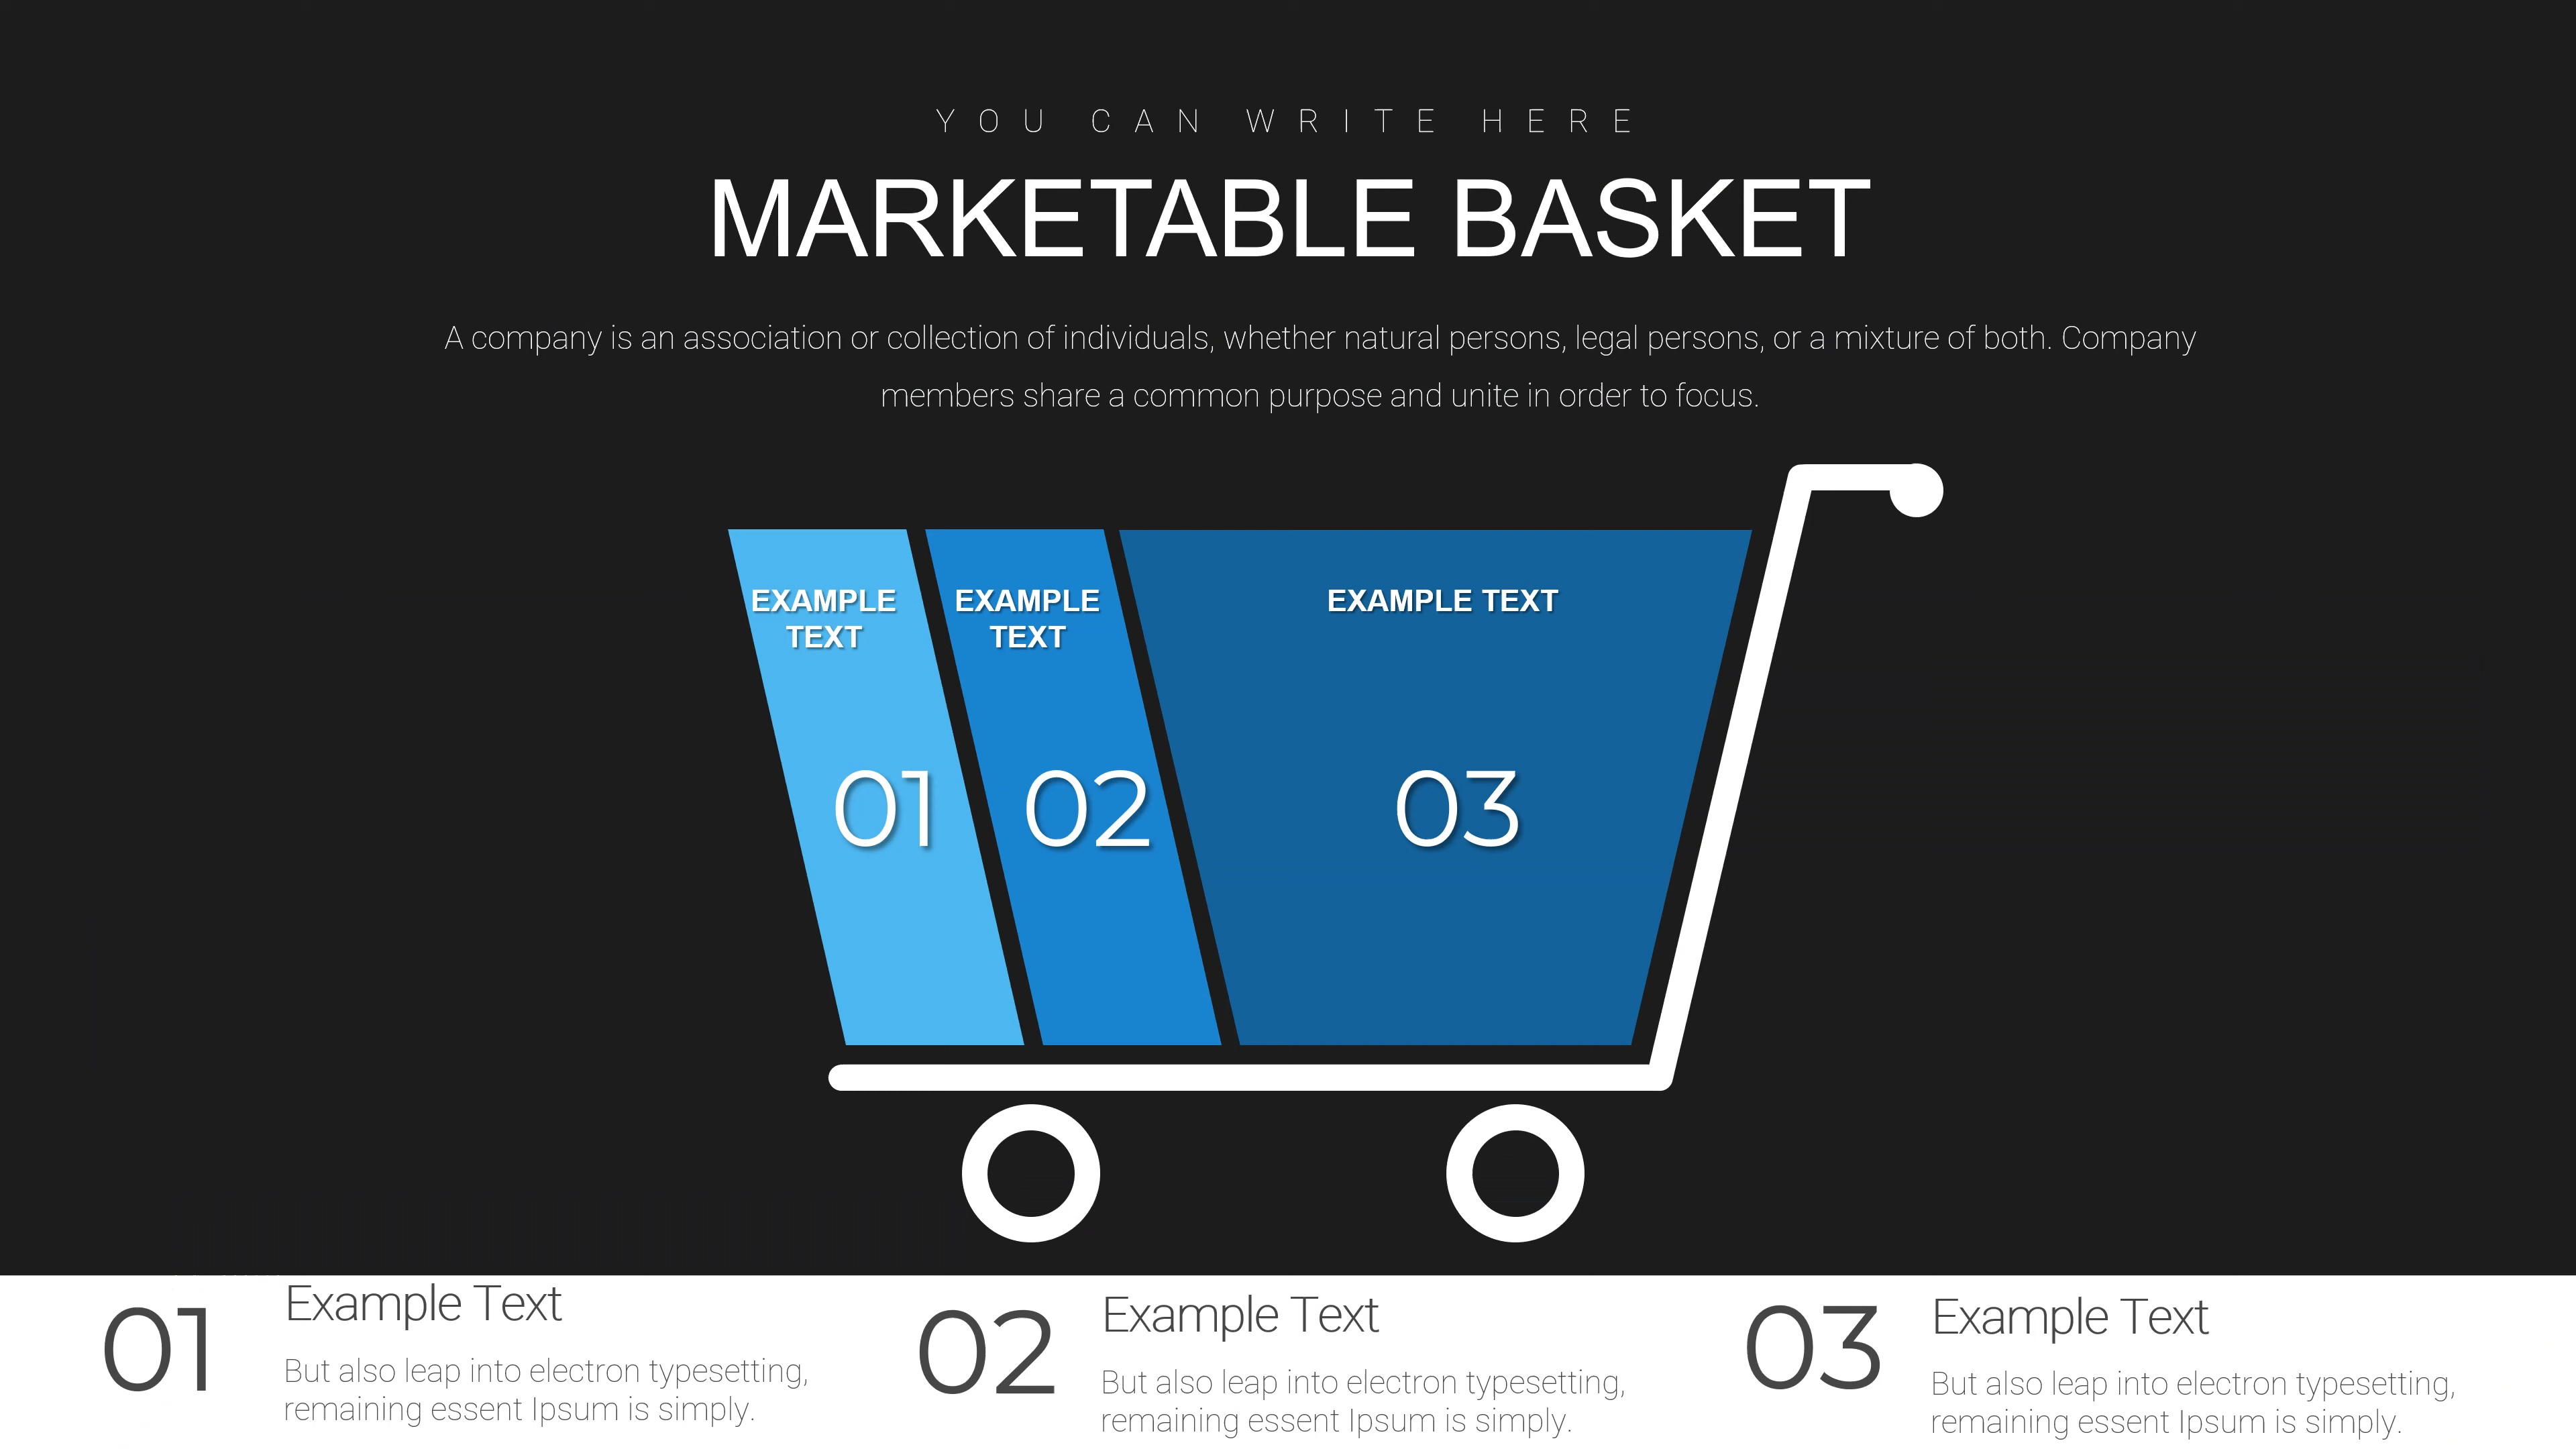 YOU CAN WRITE HERE
MARKETABLE BASKET
A company is an association or collection of individuals, whether natural persons, legal persons, or a mixture of both. Company
members share a common purpose and unite in order to focus.
EXAMPLE
TEXT
01
EXAMPLE
TEXT
02
EXAMPLE TEXT
03
01
Example Text
But also leap into electron typesetting,
remaining essent Ipsum is simply.
02
Example Text
But also leap into electron typesetting,
remaining essent Ipsum is simply.
03
Example Text
But also leap into electron typesetting,
remaining essent Ipsum is simply.